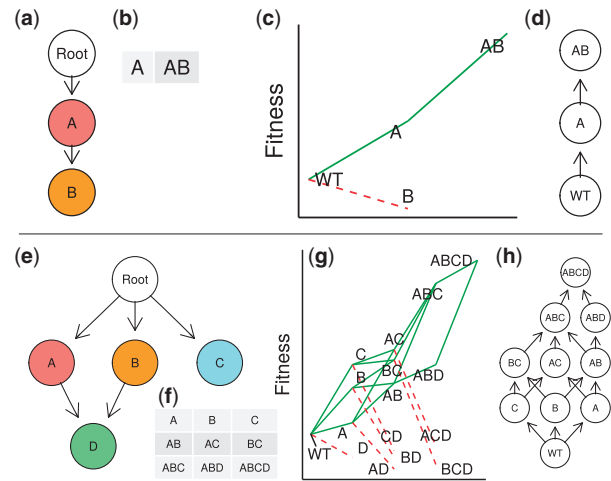 (a)
Root
A
B
(b)
A AB
(c)
Fitness
AB
A
WT
B
(d)
AB
A
WT
(e)
Root
A B C
D
(f)
A B C
AB AC BC
ABC ABD ABCD
(g)
Fitness
ABCD
ABC
C AC
B BC
AB ABD
A
WT D CD ACD
AD BD BCD
(h)
ABCD
ABC ABD
BC AC AB
C B A
WT